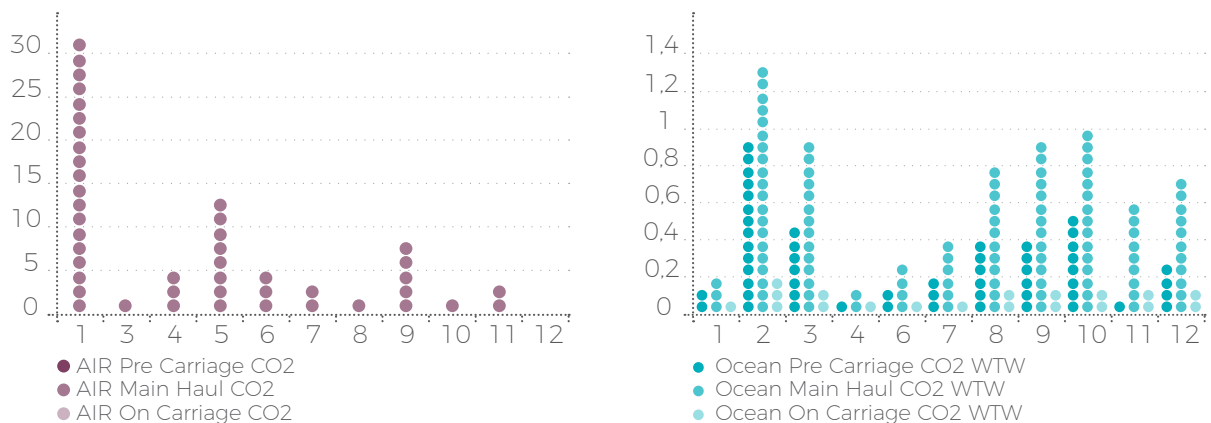 30
25
20
15
10
5
0
1 3 4 5 6 7 8 9 10 11 12
AIR Pre Carriage CO2
AIR Main Haul CO2
AIR On Carriage CO2
1,4
1,2
1
0,8
0,6
0,4
0,2
0
1 2 3 4 6 7 8 9 10 11 12
Ocean Pre Carriage CO2 WTW
Ocean Main Haul CO2 WTW
Ocean On Carriage CO2 WTW